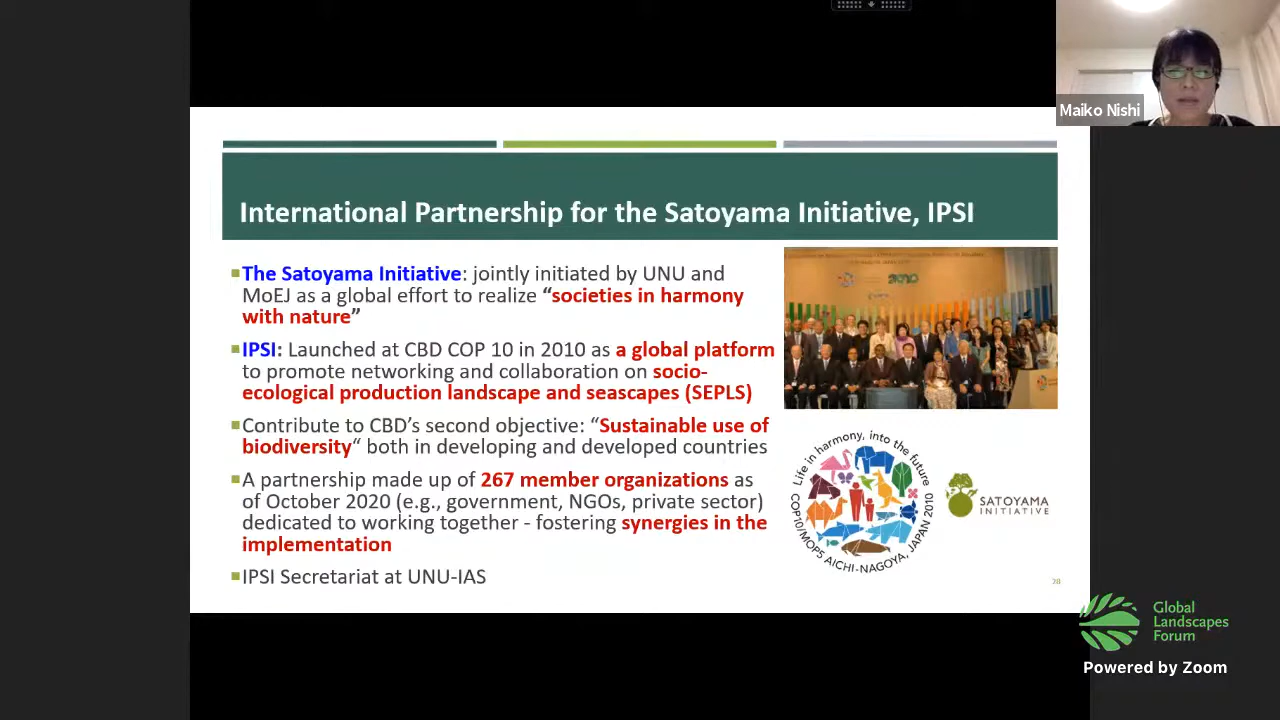 Maiko Nishi
International Partnership for the Satoyama Initiative, IPSI
The Satoyama Initiative: jointly initiated by UNU and
MoEJ as a global effort to realize “societies in harmony
with nature”
IPSI: Launched at CBD COP 10 in 2010 as a global platform
to promote networking and collaboration on socio-
ecological production landscape and seascapes (SEPLS)
Contribute to CBD’s second objective: “Sustainable use of
biodiversity“ both in developing and developed countries
A partnership made up of 267 member organizations as
of October 2020 (e.g., government, NGOs, private sector)
dedicated to working together - fostering synergies in the
implementation
IPSI Secretariat at UNU-IAS
Life in harmony, into the future
COP10/MOP5 AICHI-NAGOYA, JAPAN 2010
SATOYAMA
INITIATIVE
28
Global
Landscapes
Forum
Powered by Zoom